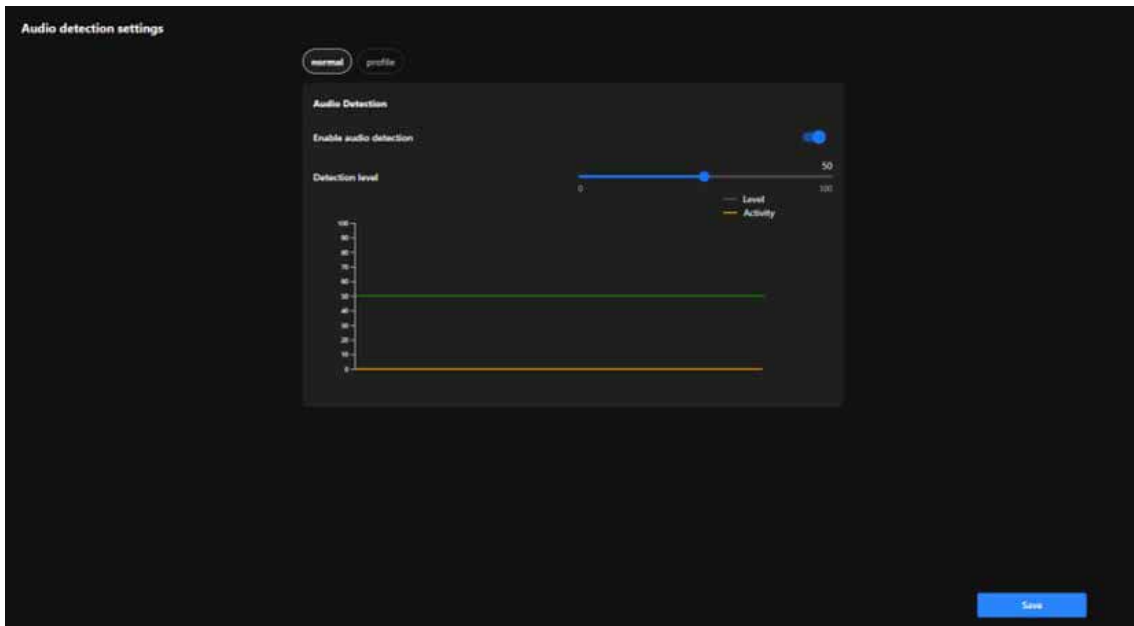 Audio detection settings
normal profile
Audio Detection
Enable audio detection
50
Detection level
0 100
Level
Activity
100
90
80
70
60
50
40
30
20
10
0
Save